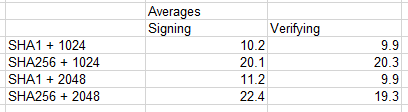 Averages
Signing Verifying
SHA1 + 1024 10.2 9.9
SHA256 + 1024 20.1 20.3
SHA1 + 2048 11.2 9.9
SHA256 + 2048 22.4 19.3